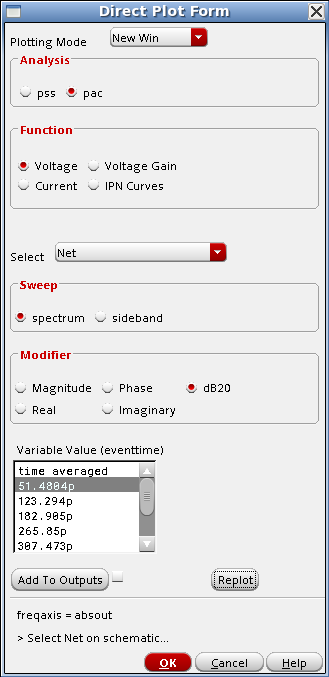 Direct Plot Form
Plotting Mode New Win
Analysis
pss pac
Function
Voltage Voltage Gain
Current IPN Curves
Select Net
Sweep
spectrum sideband
Modifier
Magnitude Phase dB20
Real Imaginary
Variable Value (eventtime)
time averaged
51.4804p
123.294p
182.905p
265.85p
307.473p
Add To Outputs Replot
freqaxis = absout
> Select Net on schematic...
OK Cancel Help